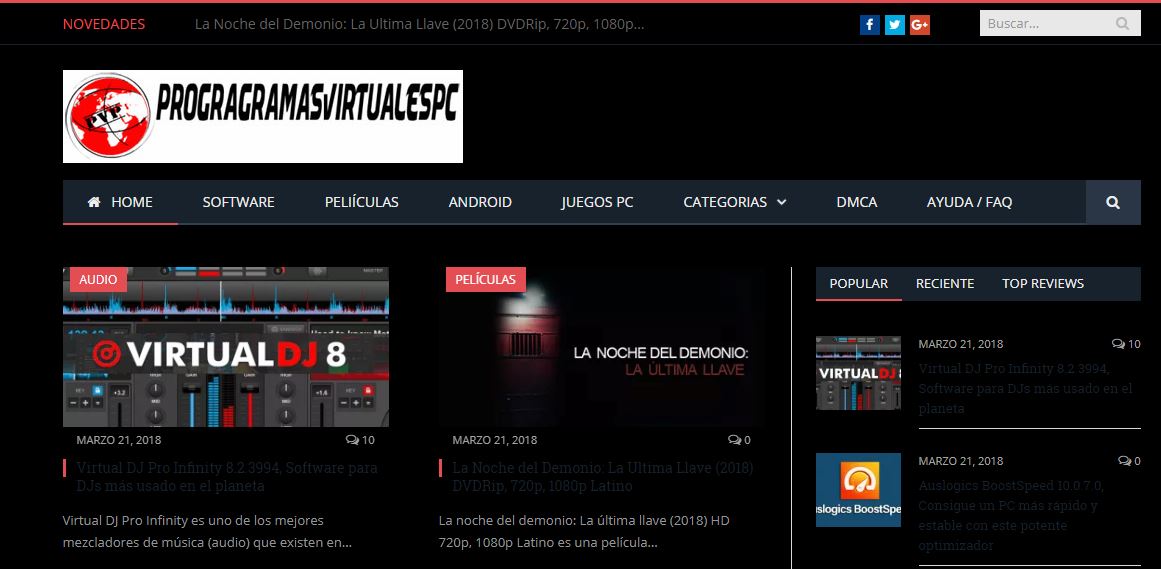 NOVEDADES
La Noche del Demonio: La Ultima Llave (2018) DVDRip, 720p, 1080p...
Buscar...
PVP
PROGRAGRAMASVIRTUALESPC
HOME
SOFTWARE
PELIÍCULAS
ANDROID
JUEGOS PC
CATEGORIAS
DMCA
AYUDA / FAQ
AUDIO
VIRTUALDJ 8
MARZO 21, 2018
10
Virtual DJ Pro Infinity 8.2 3994, Software para
DJs más usado en el planeta
Virtual DJ Pro Infinity es uno de los mejores
mezcladores de música (audio) que existen en...
PELÍCULAS
LA NOCHE DEL DEMONIO:
LA ÚLTIMA LLAVE
MARZO 21, 2018
0
La Noche del Demonio: La Ultima Llave (2018)
DVDRip, 720p, 1080p Latino
La noche del demonio: La última llave (2018) HD
720p, 1080p Latino es una película...
POPULAR
RECIENTE
TOP REVIEWS
MARZO 21, 2018
10
Virtual DJ Pro Infinity 8.2 3994,
Software para DJs más usado en el
planeta
MARZO 21, 2018
0
Auslogics BoostSpeed 10.0 7.0,
Consigue un PC más rápido y
estable con este potente
optimizador
uslogics BoostSpe